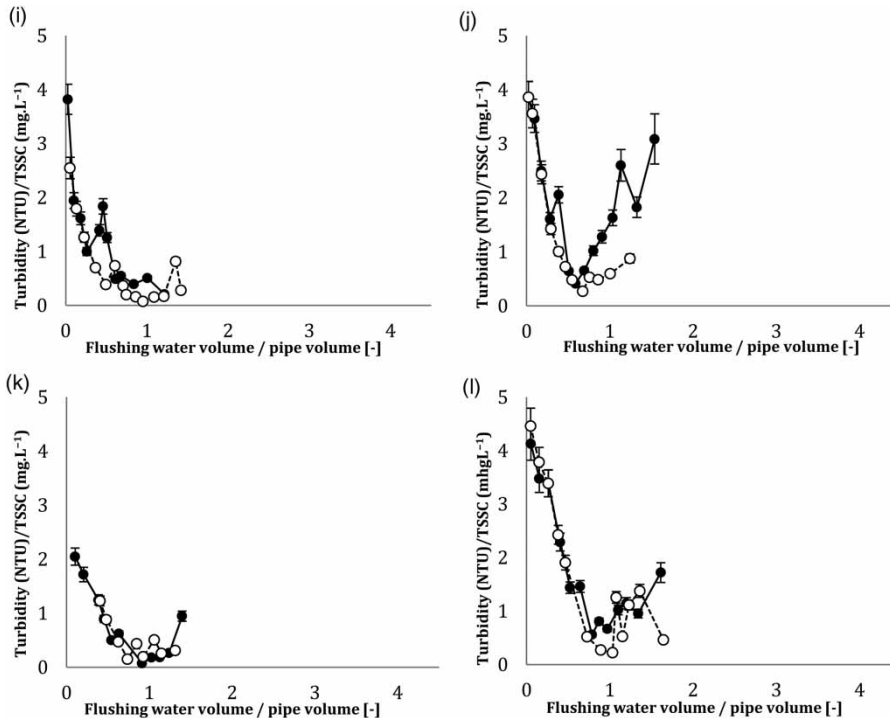 (i)
5
4
3
2
1
0
Turbidity (NTU)/TSSC (mg.L⁻¹)
0 1 2 3 4
Flushing water volume / pipe volume [-]
(j)
5
4
3
2
1
0
Turbidity (NTU)/TSSC (mg.L⁻¹)
0 1 2 3 4
Flushing water volume / pipe volume [-]
(k)
5
4
3
2
1
0
Turbidity (NTU)/TSSC (mg.L⁻¹)
0 1 2 3 4
Flushing water volume / pipe volume [-]
(l)
5
4
3
2
1
0
Turbidity (NTU)/TSSC (mhgL⁻¹)
0 1 2 3 4
Flushing water volume / pipe volume [-]